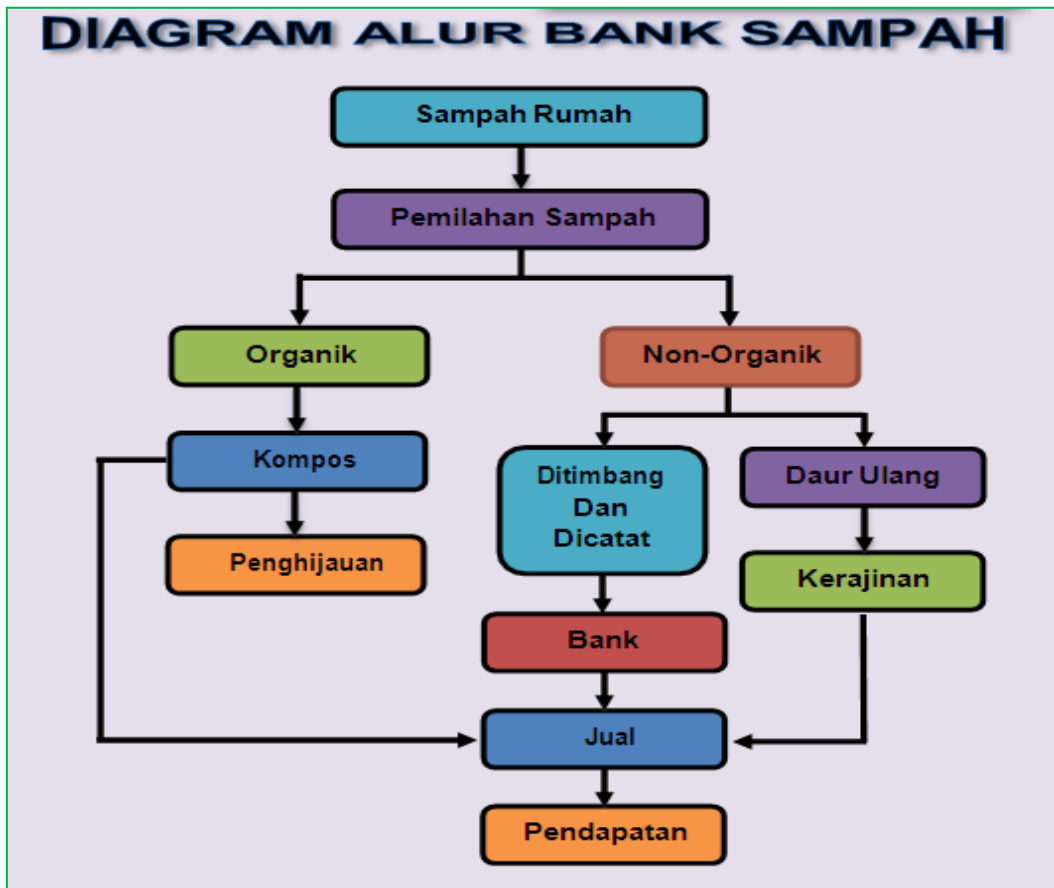 DIAGRAM ALUR BANK SAMPAH
Sampah Rumah
Pemilahan Sampah
Organik
Non-Organik
Kompos
Ditimbang
Dan
Dicatat
Daur Ulang
Penghijauan
Kerajinan
Bank
Jual
Pendapatan